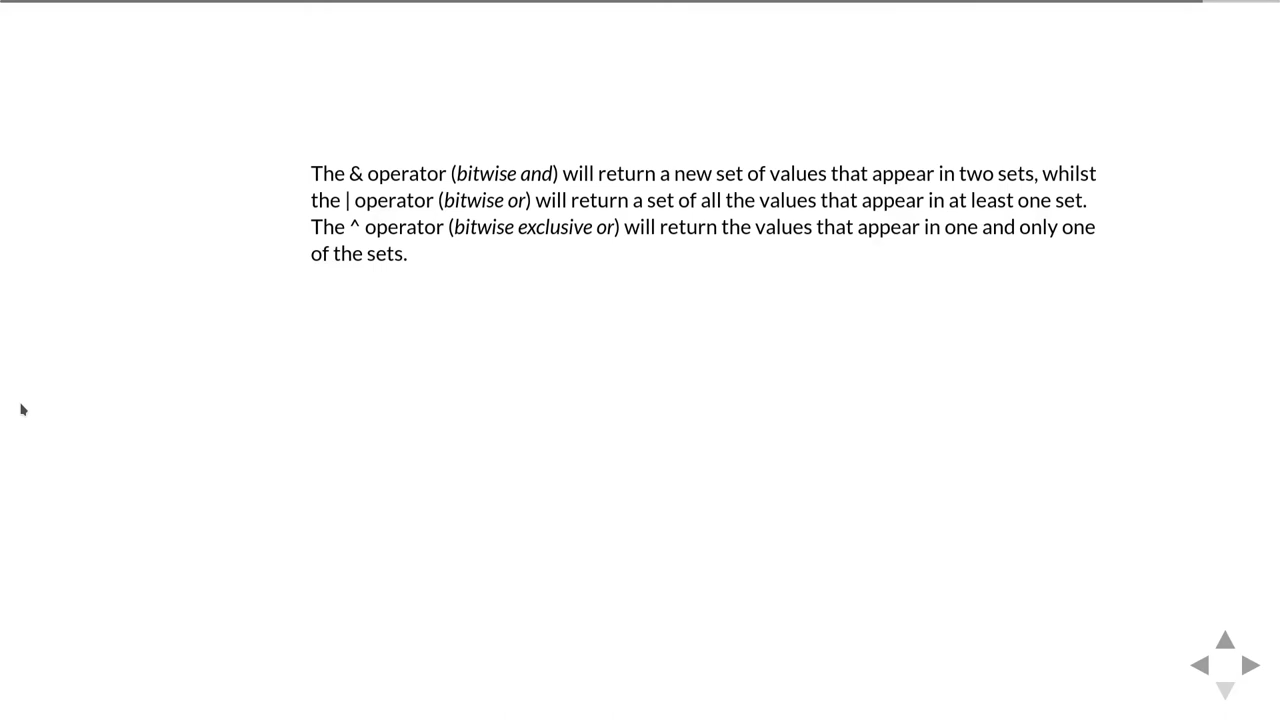 The & operator (bitwise and) will return a new set of values that appear in two sets, whilst
the | operator (bitwise or) will return a set of all the values that appear in at least one set.
The ^ operator (bitwise exclusive or) will return the values that appear in one and only one
of the sets.